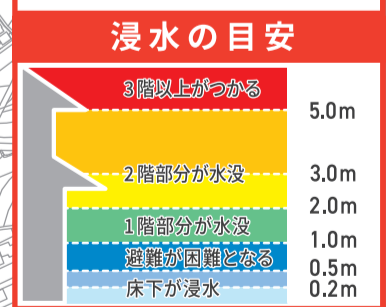 浸水の目安
3階以上がつかる
5.0m
2階部分が水没
3.0m
2.0m
1階部分が水没
1.0m
避難が困難となる
0.5m
床下が浸水
0.2m